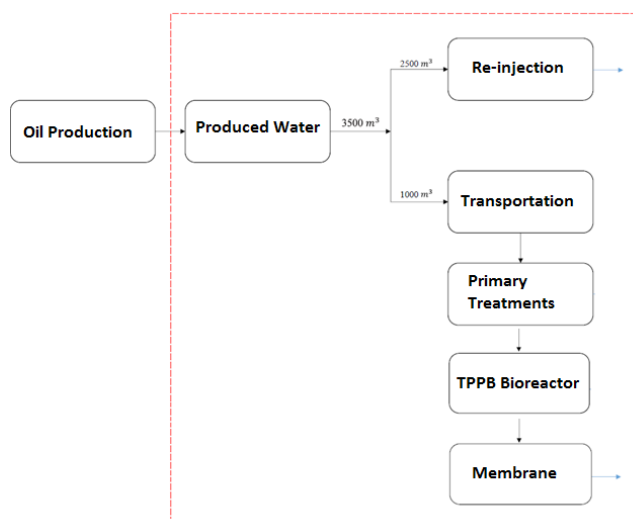 2500 m³
Re-injection
Oil Production
Produced Water
3500 m³
1000 m³
Transportation
Primary
Treatments
TPPB Bioreactor
Membrane